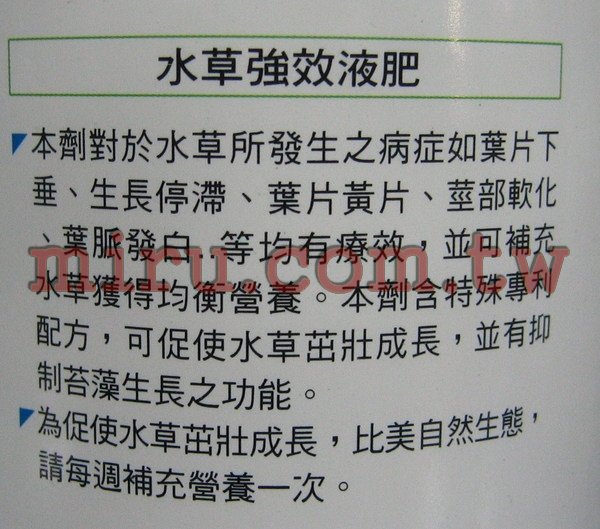 水草強效液肥
本劑對於水草所發生之病症如葉片下
垂、生長停滯、葉片黃片、莖部軟化
、葉脈發白..等均有療效，並可補充
miru.com.tw
水草獲得均衡營養。本劑含特殊專利
配方，可促使水草茁壯成長，並有抑
制苔藻生長之功能。
為促使水草茁壯成長，比美自然生態，
請每週補充營養一次。